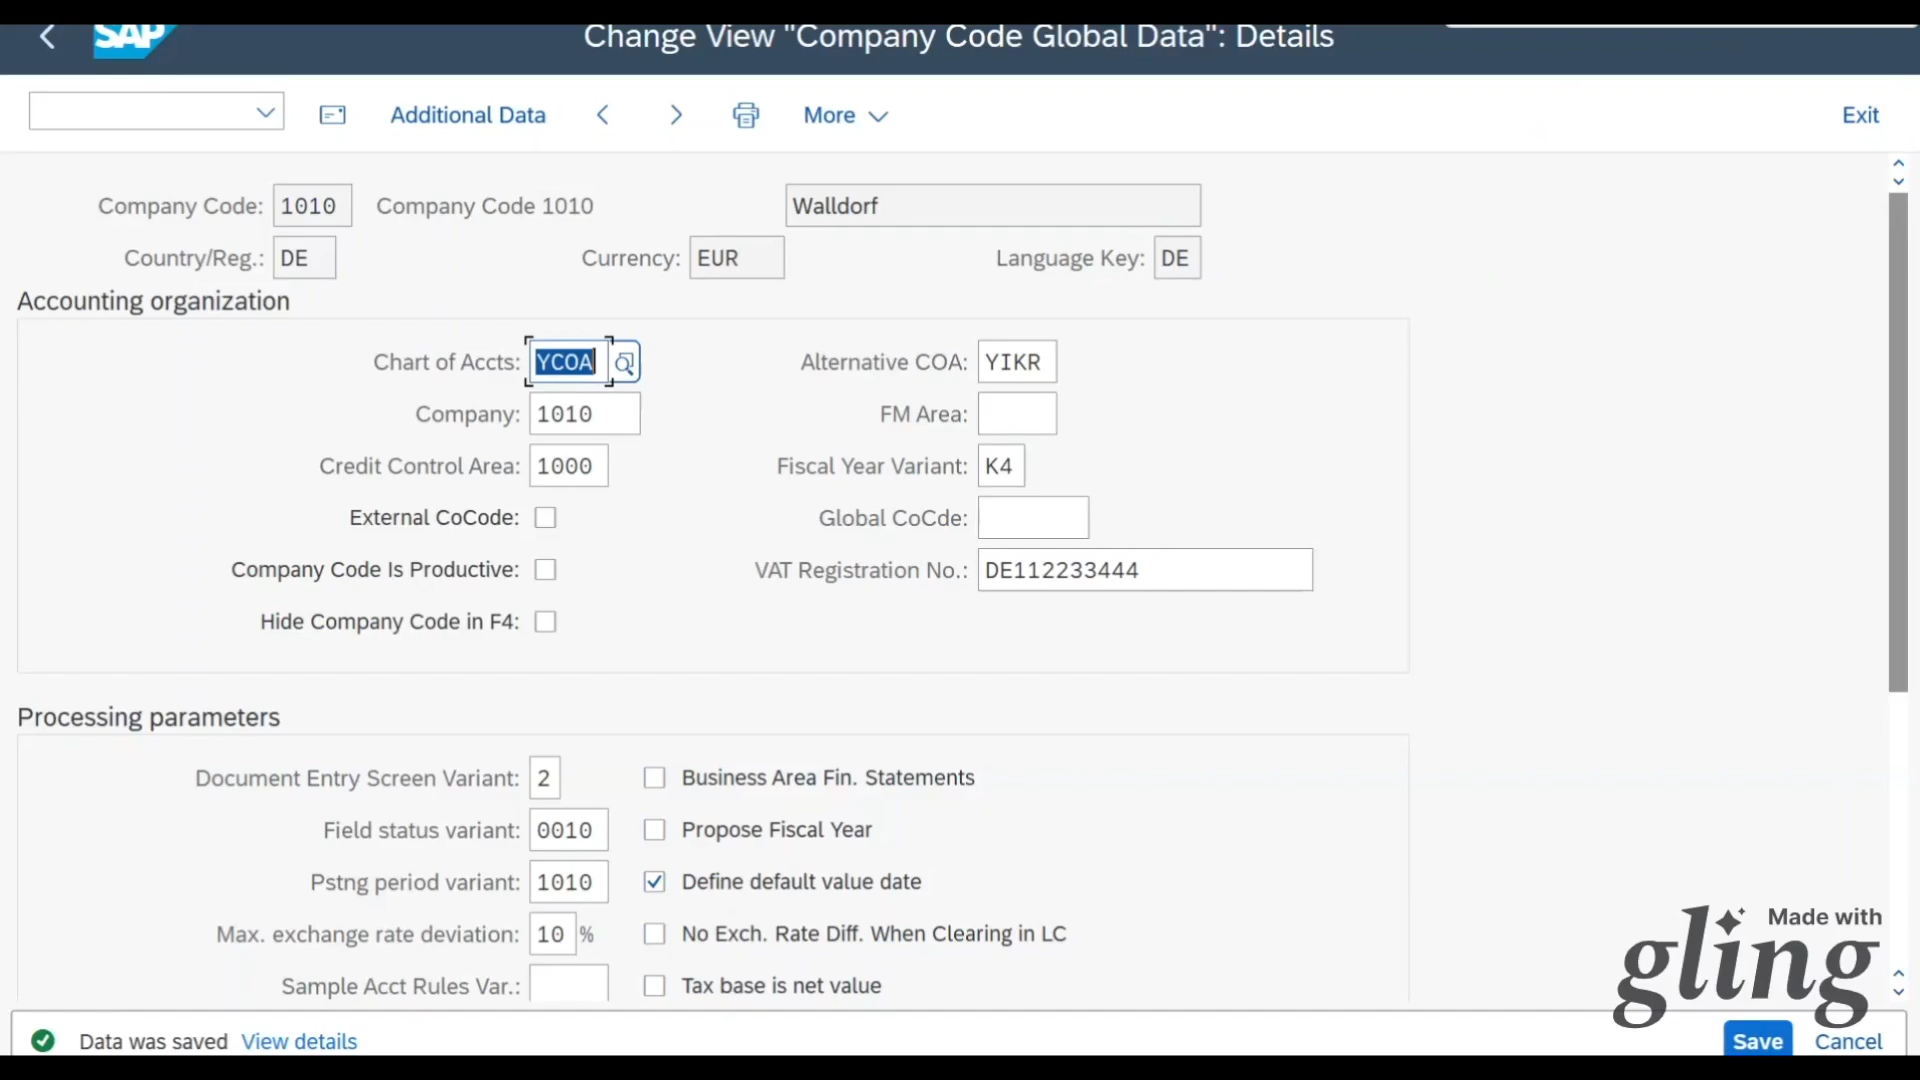 SAP
Change View "Company Code Global Data": Details
Additional Data More Exit
Company Code: 1010 Company Code 1010 Walldorf
Country/Reg.: DE Currency: EUR Language Key: DE
Accounting organization
Chart of Accts: YCOA Alternative COA: YIKR
Company: 1010 FM Area:
Credit Control Area: 1000 Fiscal Year Variant: K4
External CoCode: Global CoCde:
Company Code Is Productive: VAT Registration No.: DE112233444
Hide Company Code in F4:
Processing parameters
Document Entry Screen Variant: 2 Business Area Fin. Statements
Field status variant: 0010 Propose Fiscal Year
Pstng period variant: 1010 Define default value date
Max. exchange rate deviation: 10 % No Exch. Rate Diff. When Clearing in LC
Sample Acct Rules Var.: Tax base is net value
Made with
gling
Data was saved View details Save Cancel